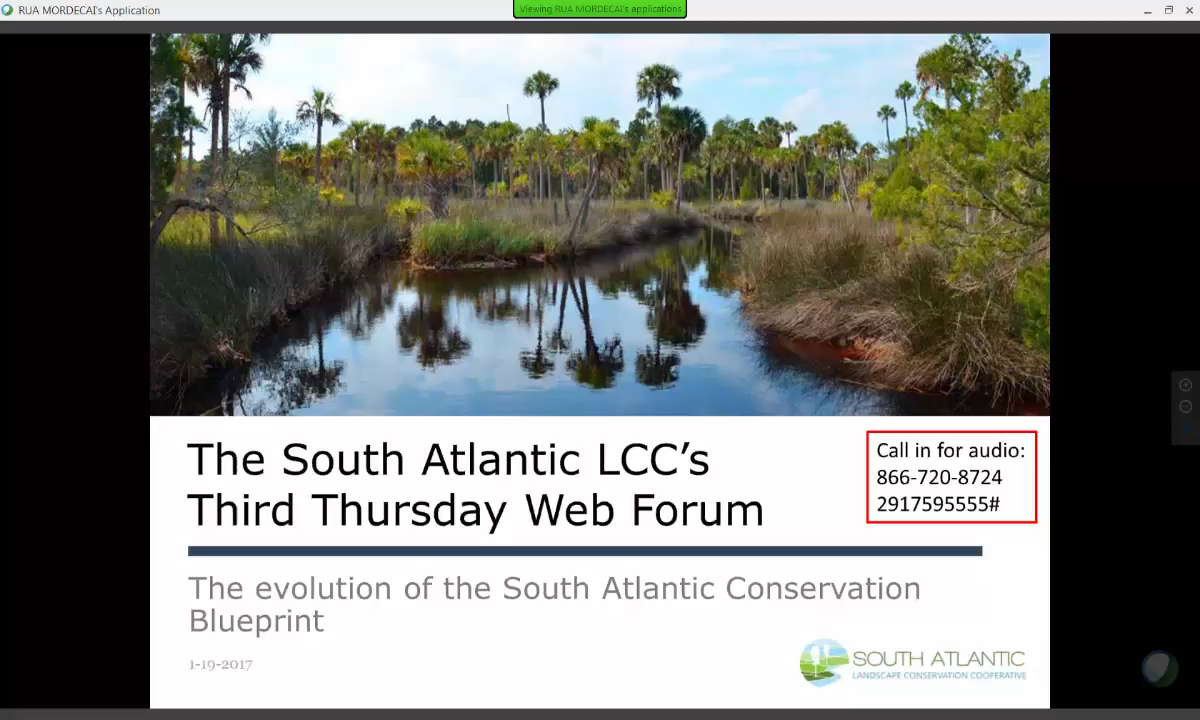 RUA MORDECAI's Application
Viewing RUA MORDECAI's applications
The South Atlantic LCC’s
Third Thursday Web Forum
Call in for audio:
866-720-8724
2917595555#
The evolution of the South Atlantic Conservation
Blueprint
1-19-2017
SOUTH ATLANTIC
LANDSCAPE CONSERVATION COOPERATIVE